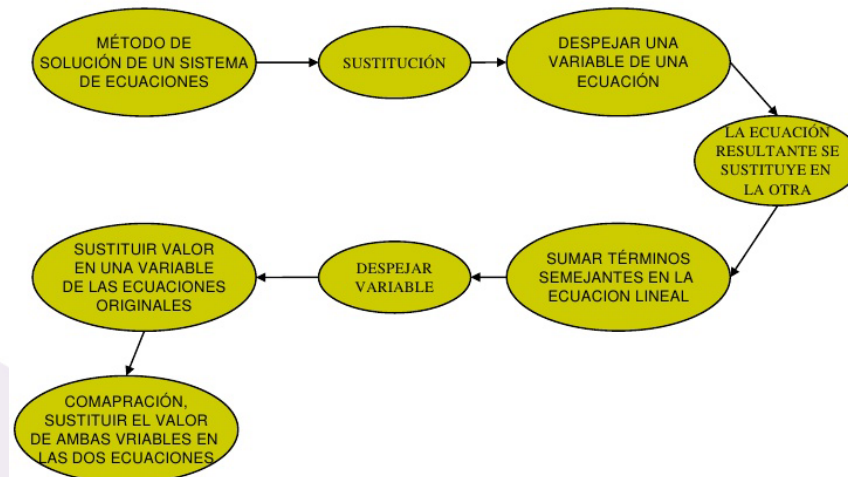 MÉTODO DE
SOLUCIÓN DE UN SISTEMA
DE ECUACIONES
SUSTITUCIÓN
DESPEJAR UNA
VARIABLE DE UNA
ECUACIÓN
LA ECUACIÓN
RESULTANTE SE
SUSTITUYE EN
LA OTRA
SUMAR TÉRMINOS
SEMEJANTES EN LA
ECUACION LINEAL
DESPEJAR
VARIABLE
SUSTITUIR VALOR
EN UNA VARIABLE
DE LAS ECUACIONES
ORIGINALES
COMAPRACIÓN,
SUSTITUIR EL VALOR
DE AMBAS VRIABLES EN
LAS DOS ECUACIONES